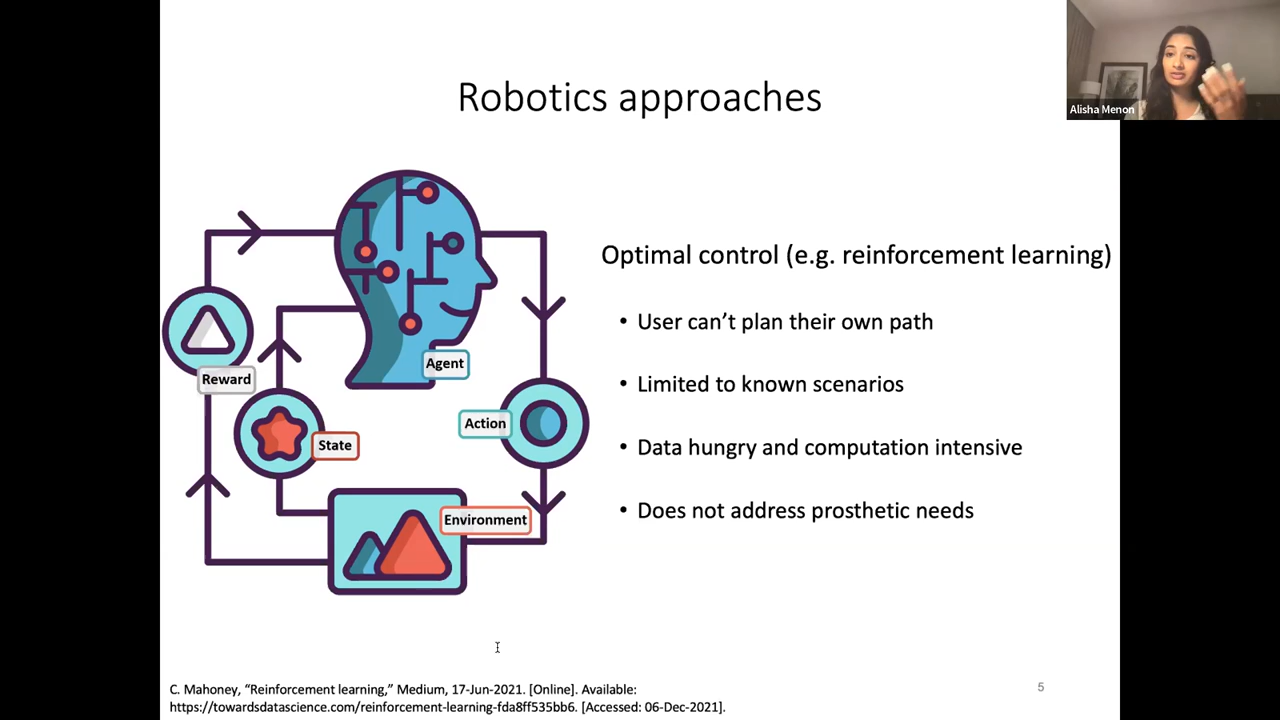 Robotics approaches
Alisha Menon
Optimal control (e.g. reinforcement learning)
• User can’t plan their own path
• Limited to known scenarios
• Data hungry and computation intensive
• Does not address prosthetic needs
Agent
Reward
Action
State
Environment
C. Mahoney, “Reinforcement learning,” Medium, 17-Jun-2021. [Online]. Available:
https://towardsdatascience.com/reinforcement-learning-fda8ff535bb6. [Accessed: 06-Dec-2021].
5